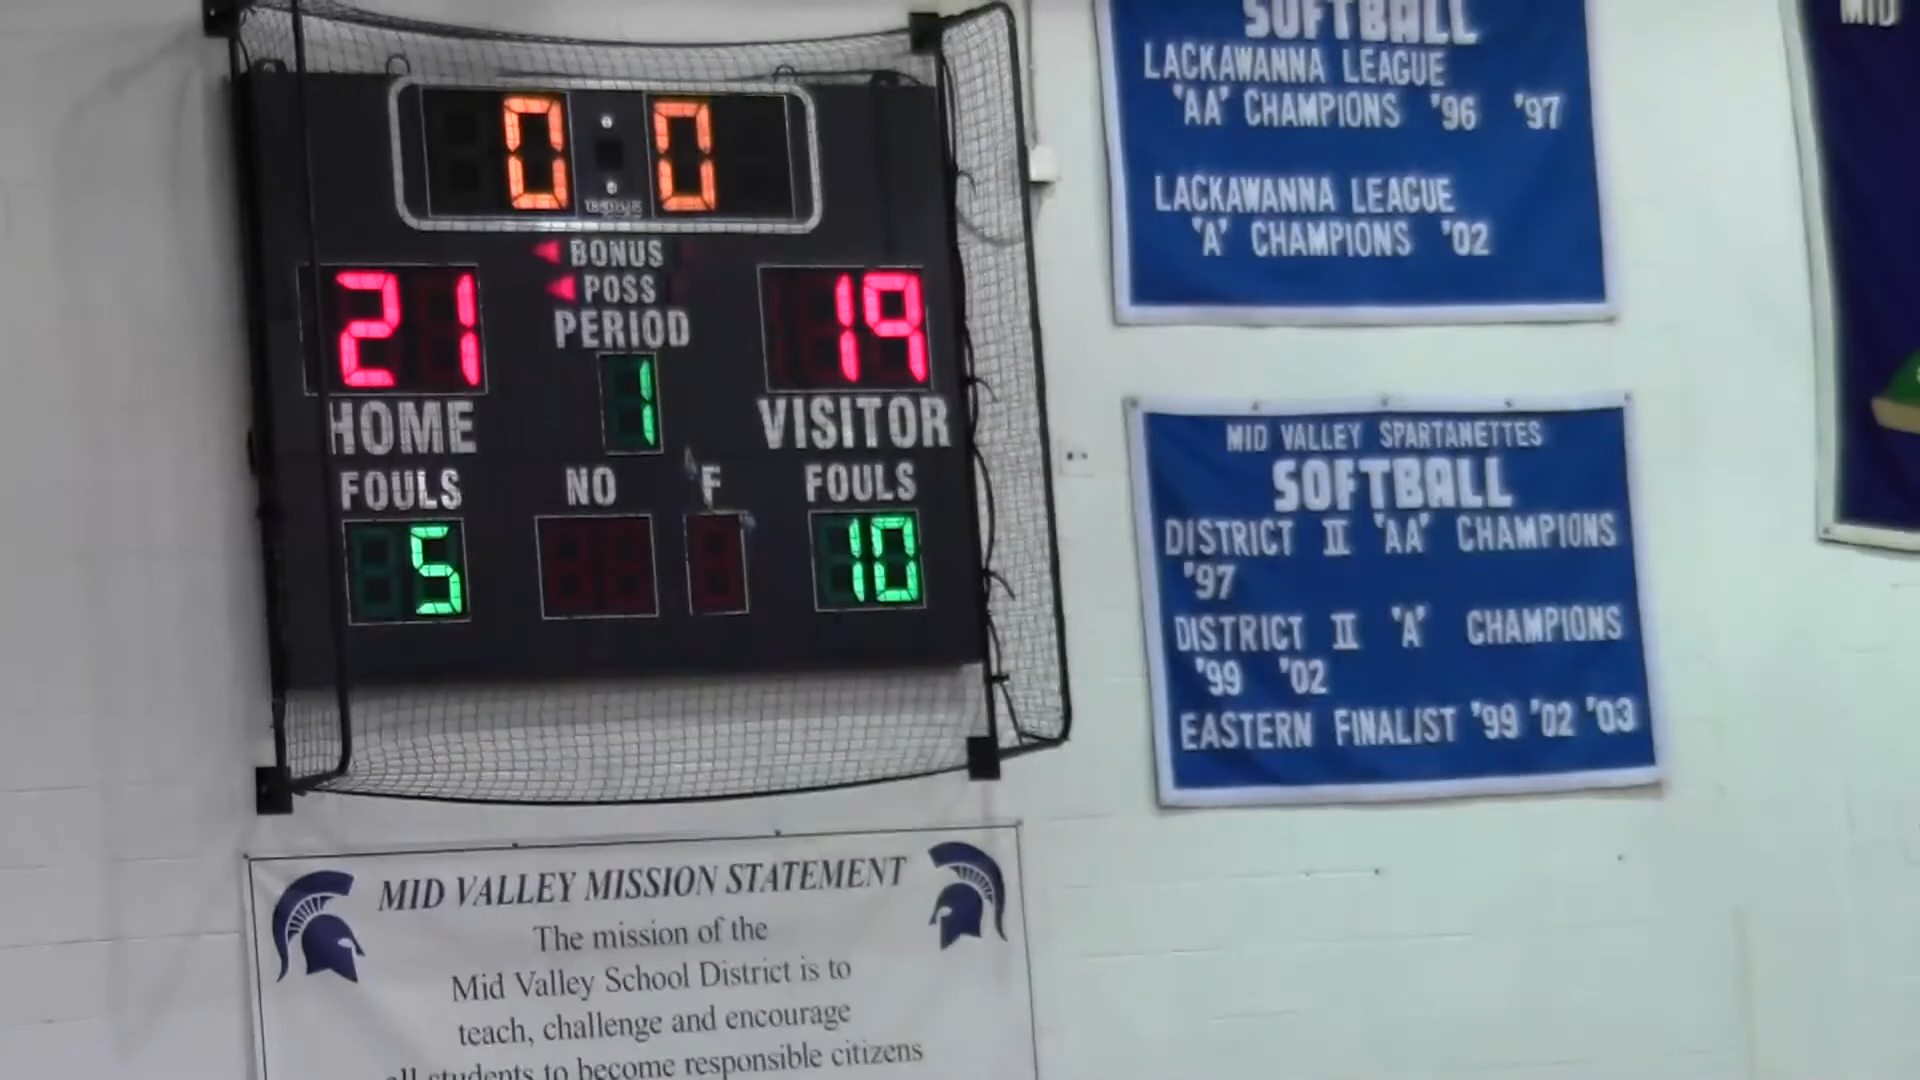 0 0
BONUS
POSS
PERIOD
21 1 19
HOME VISITOR
FOULS NO F FOULS
5 10
SOFTBALL
LACKAWANNA LEAGUE
"AA" CHAMPIONS '96 '97
LACKAWANNA LEAGUE
"A" CHAMPIONS '02
MID VALLEY SPARTANETTES
SOFTBALL
DISTRICT II "AA" CHAMPIONS
'97
DISTRICT II "A" CHAMPIONS
'99 '02
EASTERN FINALIST '99 '02 '03
MID
MID VALLEY MISSION STATEMENT
The mission of the
Mid Valley School District is to
teach, challenge and encourage
all students to become responsible citizens